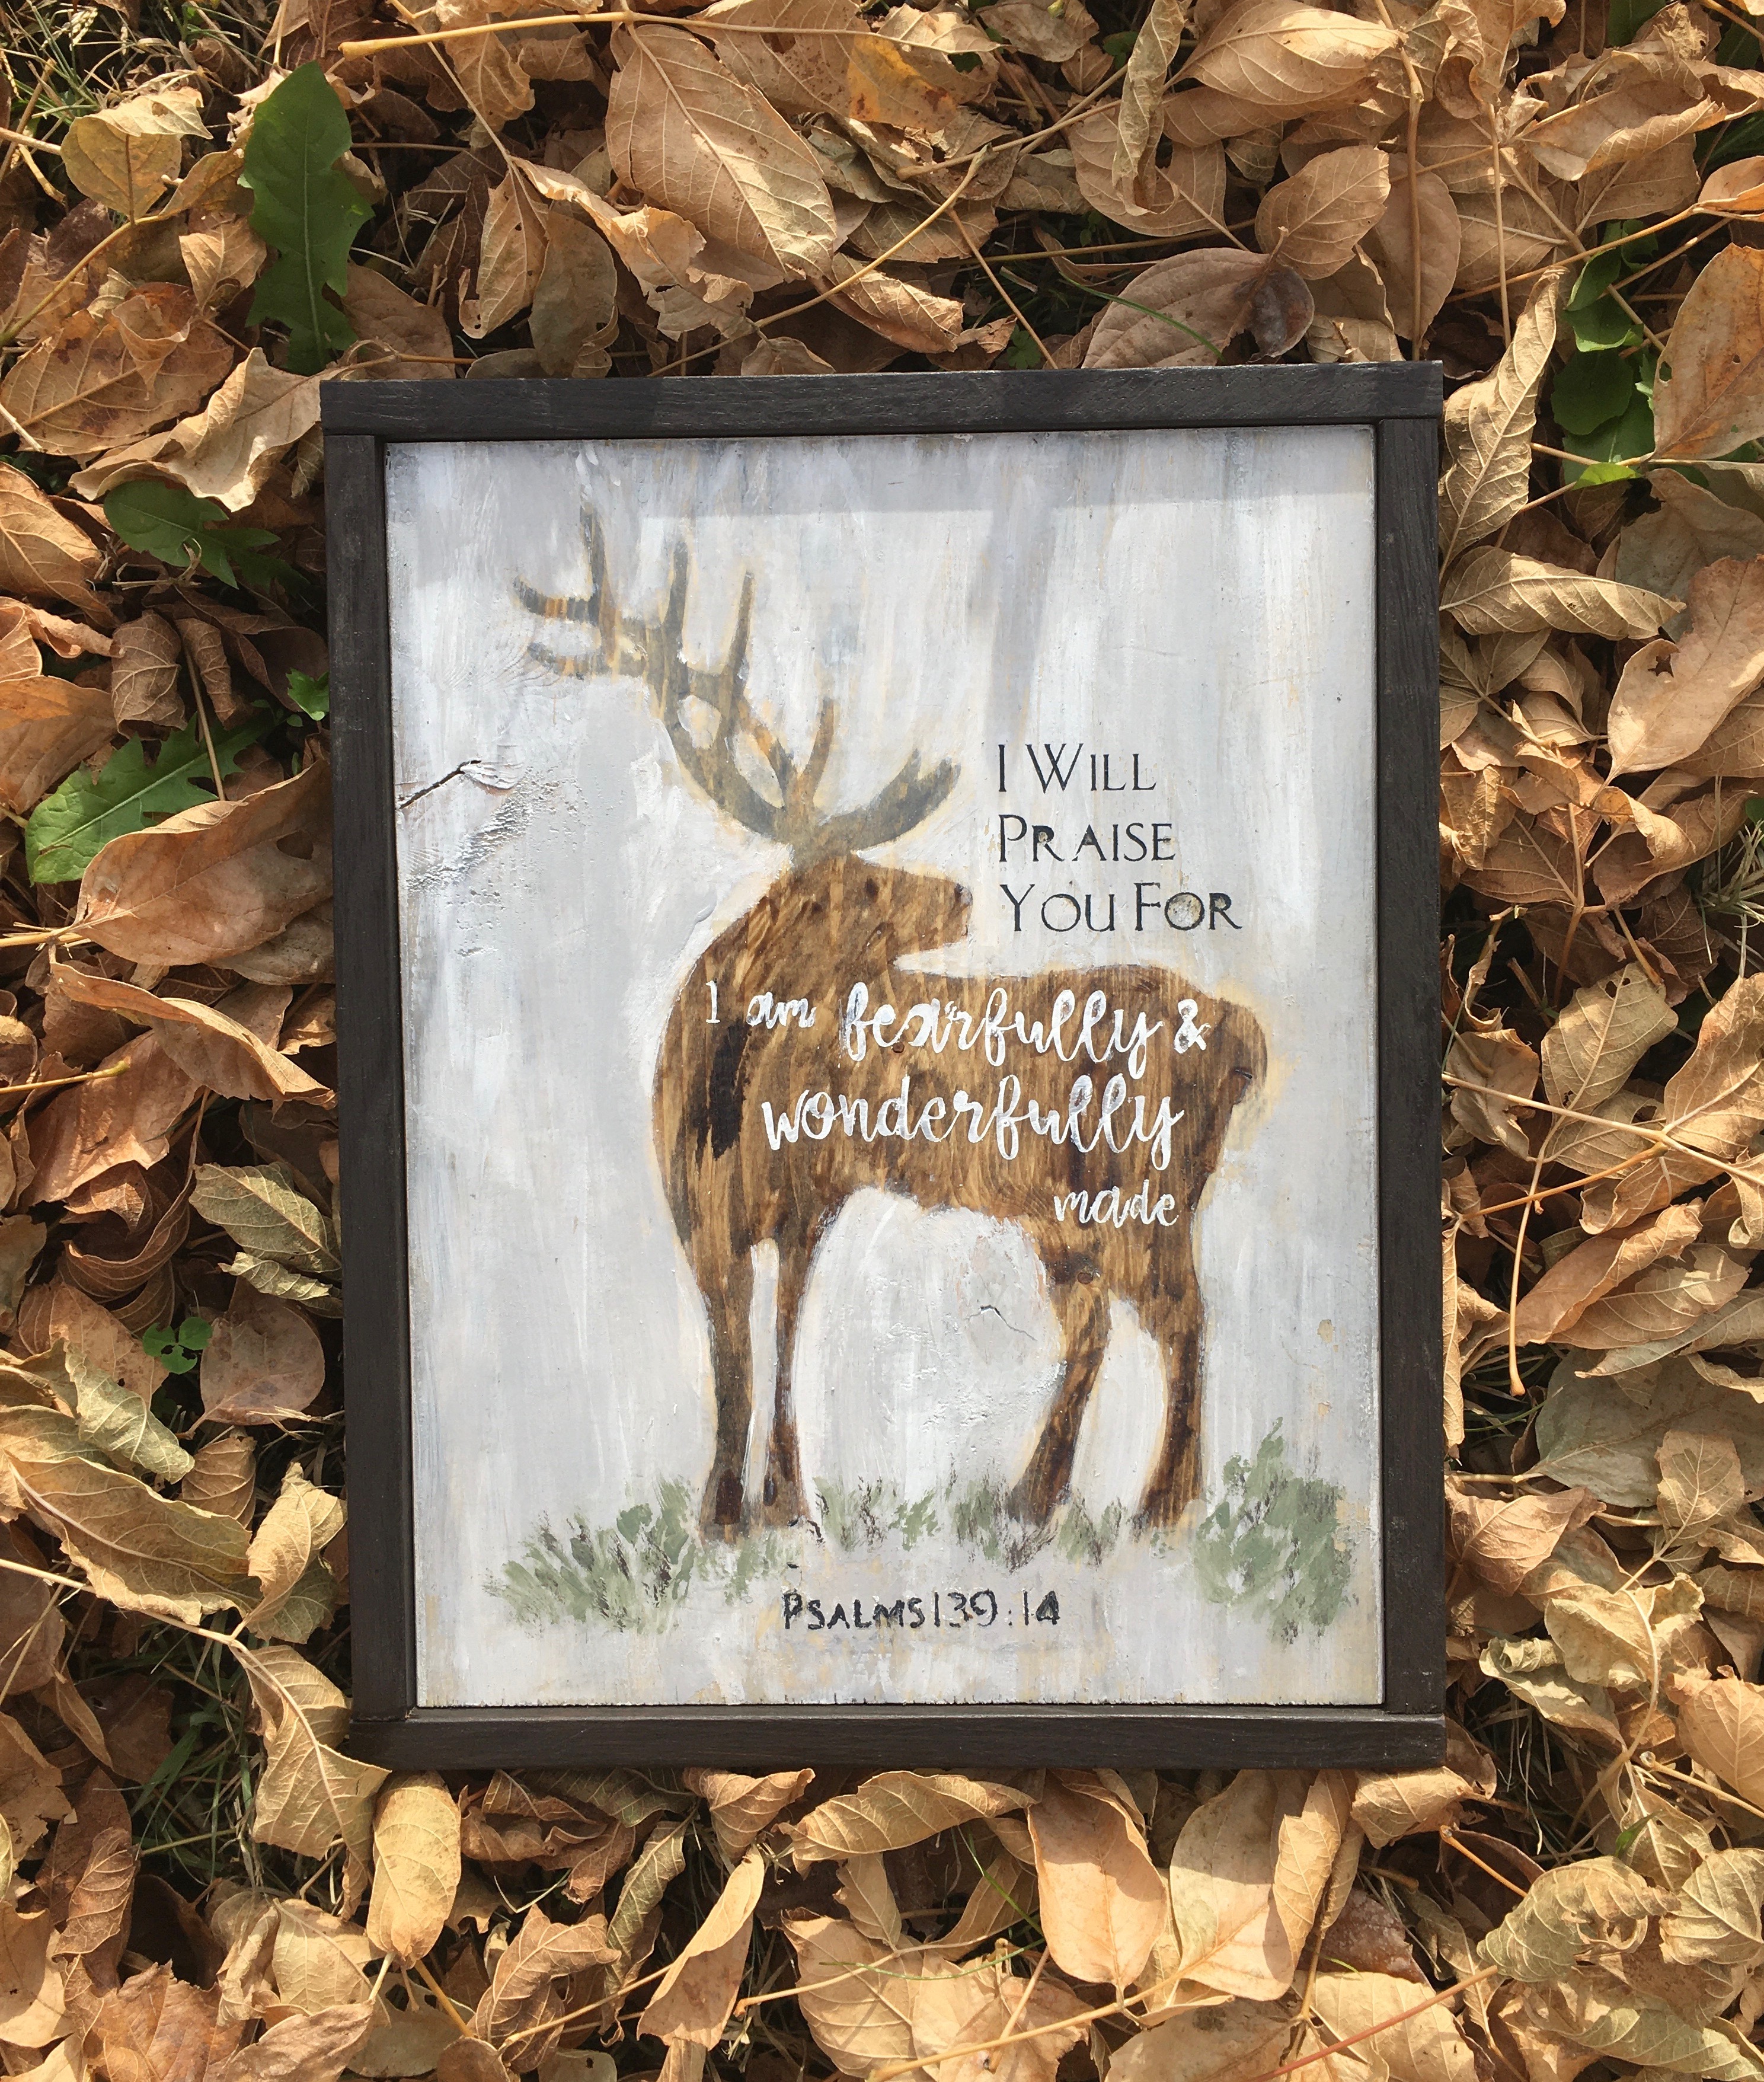 I WILL
PRAISE
YOU FOR
I am fearfully &
wonderfully
made
PSALMS 139:14